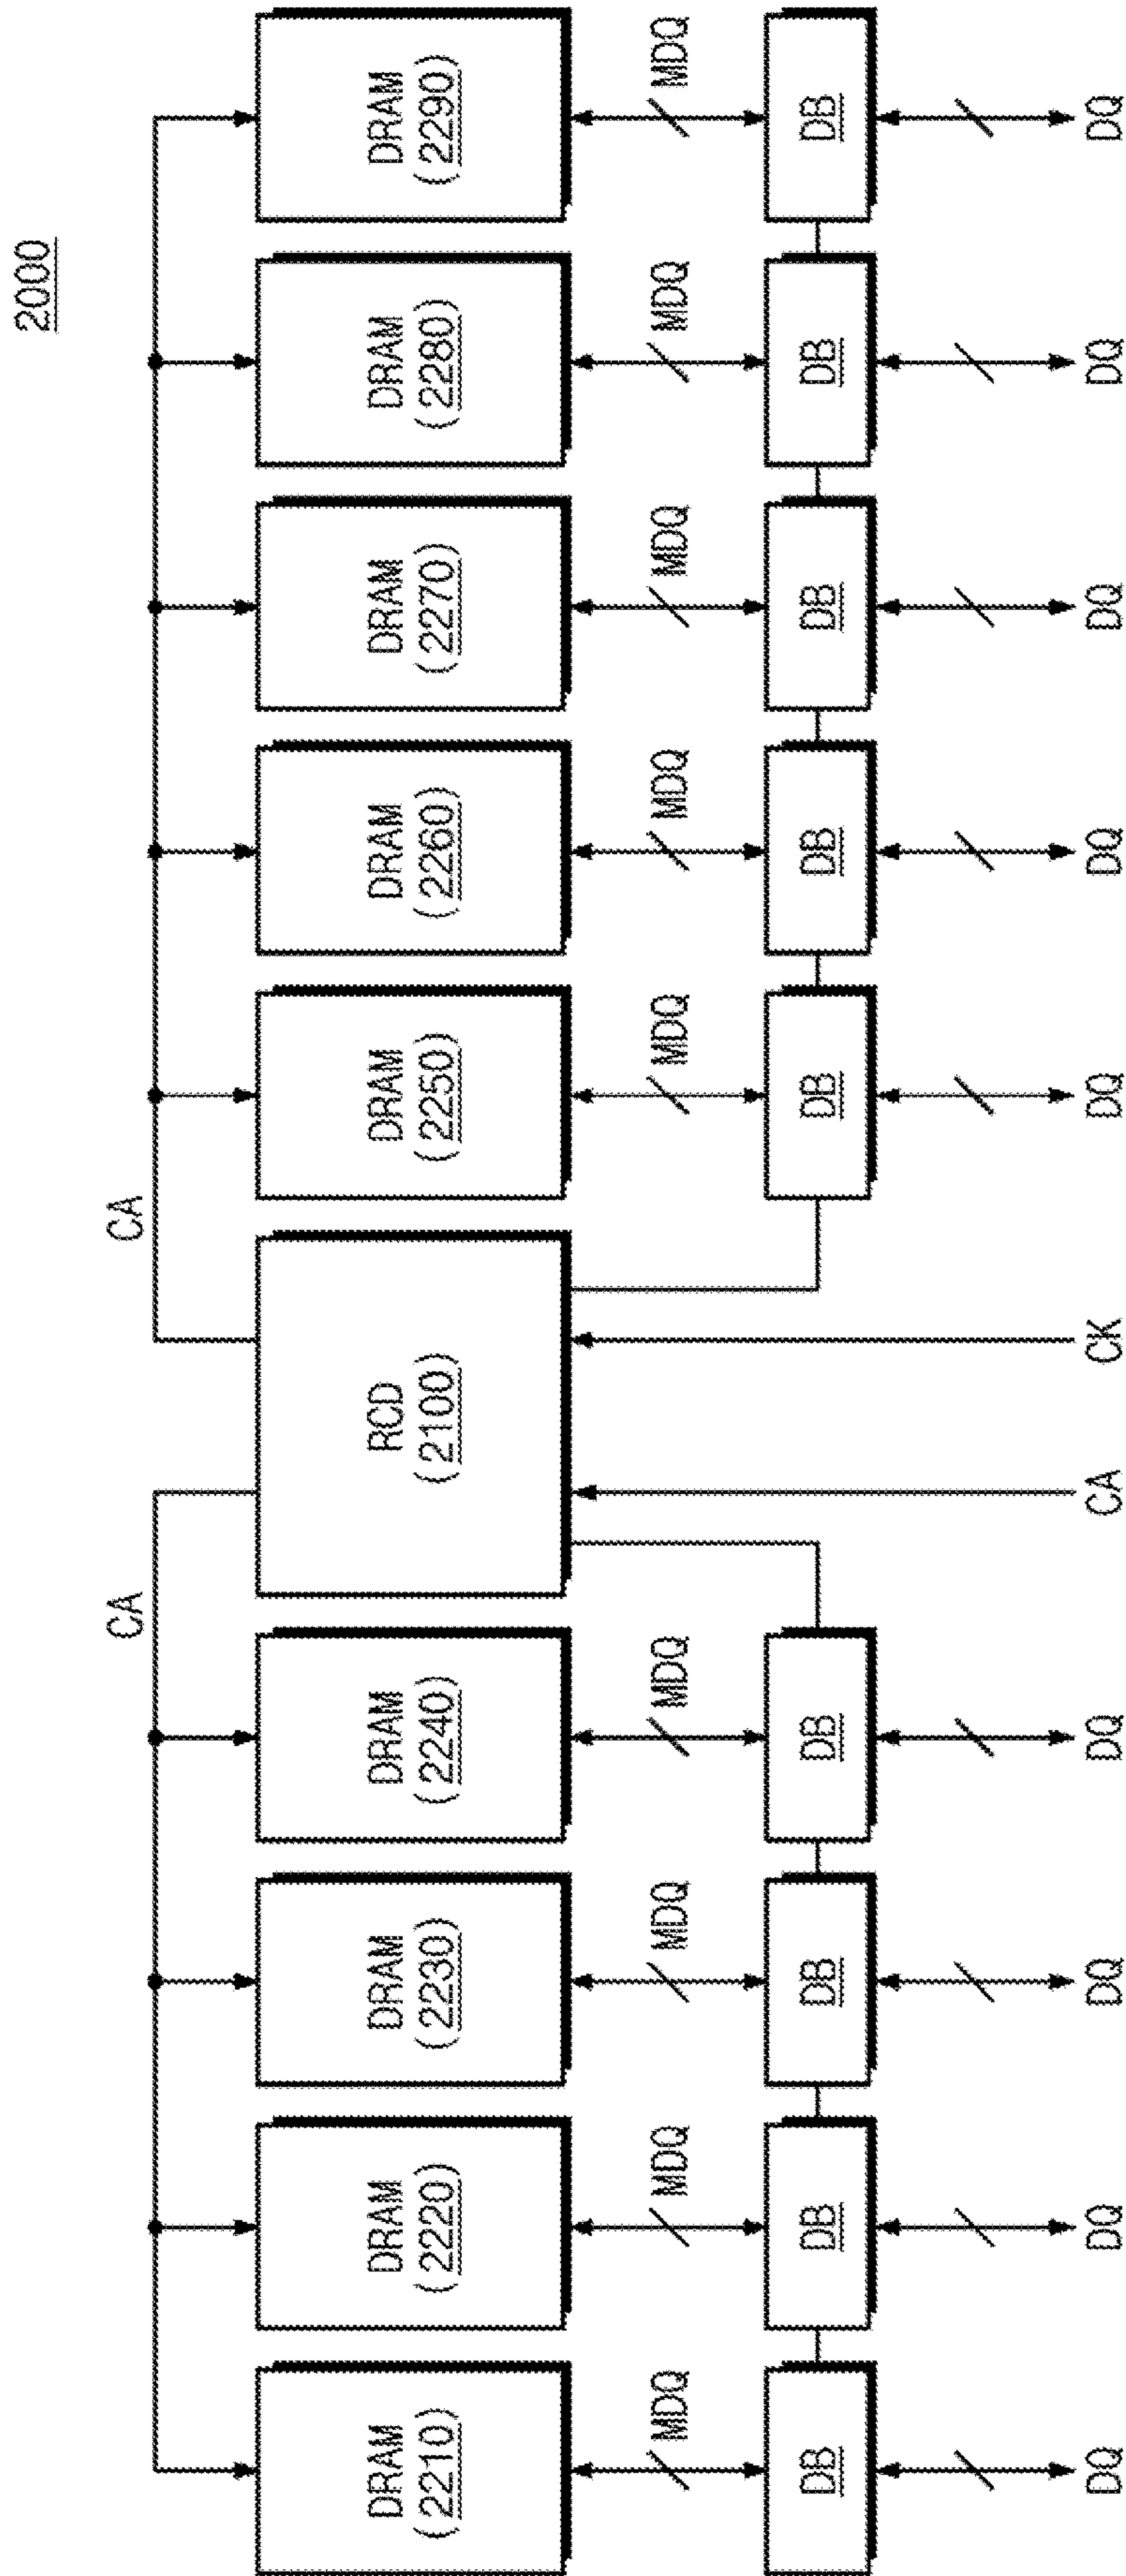 2000
CA
CA
DRAM
(2210)
DRAM
(2220)
DRAM
(2230)
DRAM
(2240)
RCD
(2100)
DRAM
(2250)
DRAM
(2260)
DRAM
(2270)
DRAM
(2280)
DRAM
(2290)
MDQ
MDQ
MDQ
MDQ
MDQ
MDQ
MDQ
MDQ
MDQ
DB
DB
DB
DB
DB
DB
DB
DB
DB
DQ
DQ
DQ
DQ
CA
CK
DQ
DQ
DQ
DQ
DQ